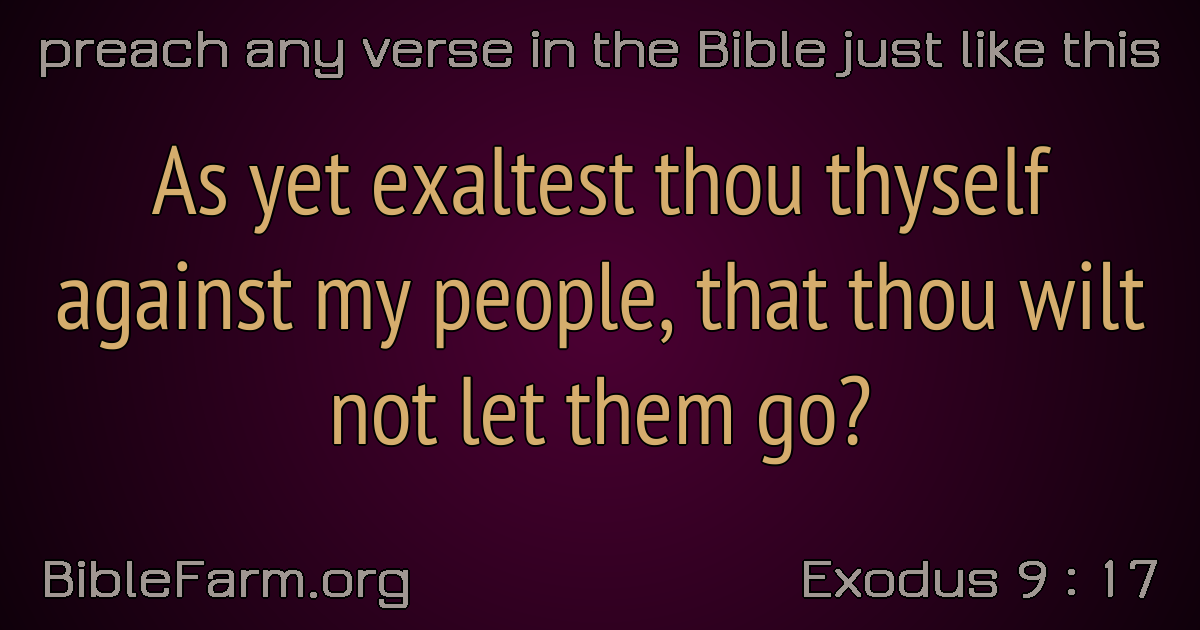 preach any verse in the Bible just like this
As yet exaltest thou thyself
against my people, that thou wilt
not let them go?
BibleFarm.org
Exodus 9 : 17